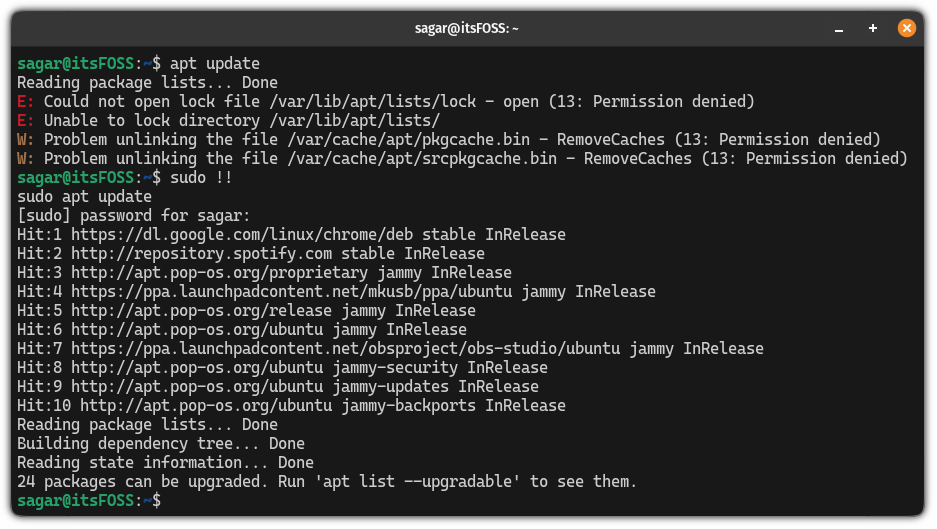 sagar@itsFOSS: ~
sagar@itsFOSS:~$ apt update
Reading package lists... Done
E: Could not open lock file /var/lib/apt/lists/lock - open (13: Permission denied)
E: Unable to lock directory /var/lib/apt/lists/
W: Problem unlinking the file /var/cache/apt/pkgcache.bin - RemoveCaches (13: Permission denied)
W: Problem unlinking the file /var/cache/apt/srcpkgcache.bin - RemoveCaches (13: Permission denied)
sagar@itsFOSS:~$ sudo !!
sudo apt update
[sudo] password for sagar:
Hit:1 https://dl.google.com/linux/chrome/deb stable InRelease
Hit:2 http://repository.spotify.com stable InRelease
Hit:3 http://apt.pop-os.org/proprietary jammy InRelease
Hit:4 https://ppa.launchpadcontent.net/mkusb/ppa/ubuntu jammy InRelease
Hit:5 http://apt.pop-os.org/release jammy InRelease
Hit:6 http://apt.pop-os.org/ubuntu jammy InRelease
Hit:7 https://ppa.launchpadcontent.net/obsproject/obs-studio/ubuntu jammy InRelease
Hit:8 http://apt.pop-os.org/ubuntu jammy-security InRelease
Hit:9 http://apt.pop-os.org/ubuntu jammy-updates InRelease
Hit:10 http://apt.pop-os.org/ubuntu jammy-backports InRelease
Reading package lists... Done
Building dependency tree... Done
Reading state information... Done
24 packages can be upgraded. Run 'apt list --upgradable' to see them.
sagar@itsFOSS:~$